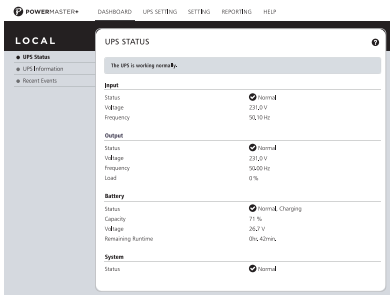 POWERMASTER+ DASHBOARD UPS SETTING SETTING REPORTING HELP
LOCAL
UPS Status
UPS Information
Recent Events
UPS STATUS
The UPS is working normally.
Input
Status Normal
Voltage 231.0 V
Frequency 50.10 Hz
Output
Status Normal
Voltage 231.0 V
Frequency 50.00 Hz
Load 0 %
Battery
Status Normal, Charging
Capacity 71 %
Voltage 26.7 V
Remaining Runtime 0hr. 42min.
System
Status Normal